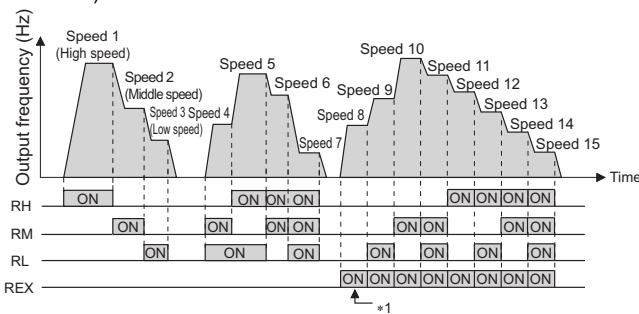 Output frequency (Hz)
Speed 1
(High speed)
Speed 2
(Middle speed)
Speed 3
(Low speed)
Speed 4
Speed 5
Speed 6
Speed 7
Speed 8
Speed 9
Speed 10
Speed 11
Speed 12
Speed 13
Speed 14
Speed 15
Time
RH ON ON ON ON ON ON ON ON
RM ON ON ON ON ON ON ON ON
RL ON ON ON ON ON ON ON
REX ON ON ON ON ON ON ON ON
*1